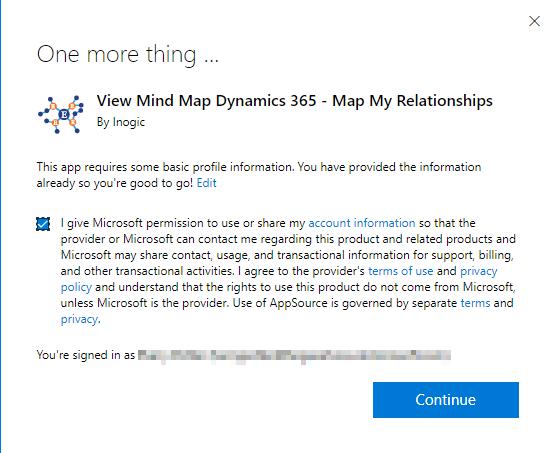 One more thing ...
View Mind Map Dynamics 365 - Map My Relationships
By Inogic
This app requires some basic profile information. You have provided the information
already so you're good to go! Edit
I give Microsoft permission to use or share my account information so that the
provider or Microsoft can contact me regarding this product and related products and
Microsoft may share contact, usage, and transactional information for support, billing,
and other transactional activities. I agree to the provider's terms of use and privacy
policy and understand that the rights to use this product do not come from Microsoft,
unless Microsoft is the provider. Use of AppSource is governed by separate terms and
privacy.
You're signed in as
Continue